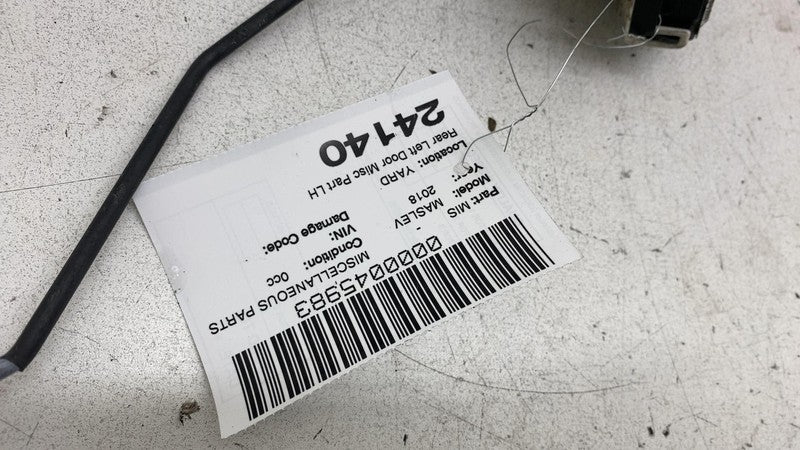 0000045983
Part: MIS - MISCELLANEOUS PARTS
Model: MASLEV Condition: 0cc
Year: 2018 VIN:
Location: YARD Damage Code:
Rear Left Door Misc Part LH
24140